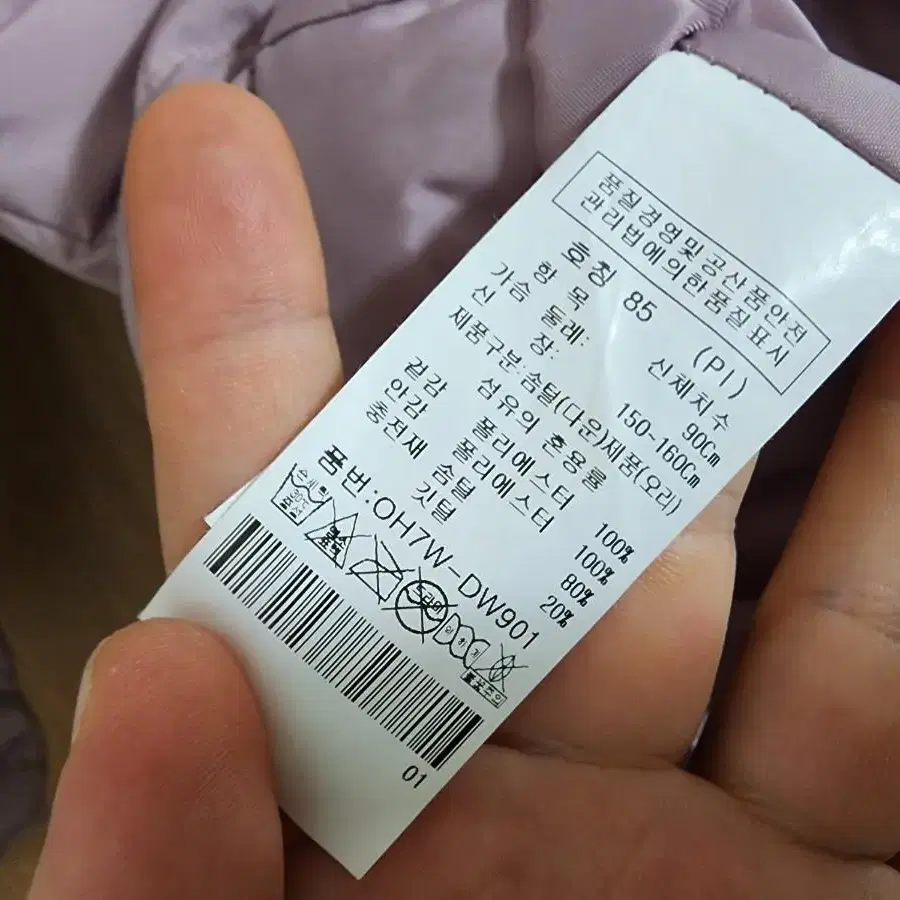 품질경영및공산품안전
관리법에의한품질표시
호칭 85 (PI)
항 목 신체치수
가슴 둘레: 90Cm
신 장: 150~160Cm
제품구분:솜털(다운)제품(오리)
섬유의 혼용률
겉감 폴리에스터 100%
안감 폴리에스터 100%
충전재 솜털 80%
깃털 20%
품번:OH7W-DW901
01